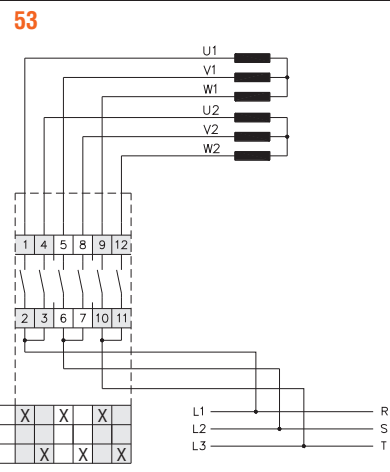 53
U1
V1
W1
U2
V2
W2
1 4 5 8 9 12
2 3 6 7 10 11
L1 R
L2 S
L3 T
X X X
X X X